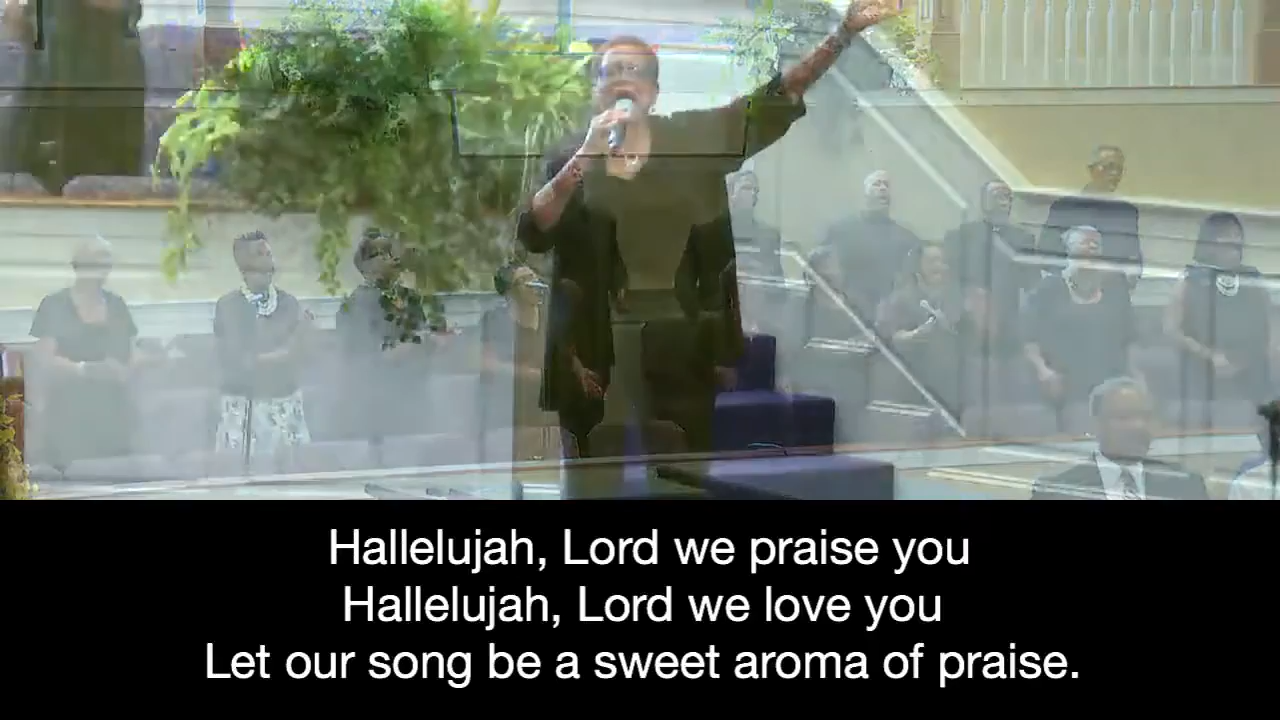 Hallelujah, Lord we praise you
Hallelujah, Lord we love you
Let our song be a sweet aroma of praise.